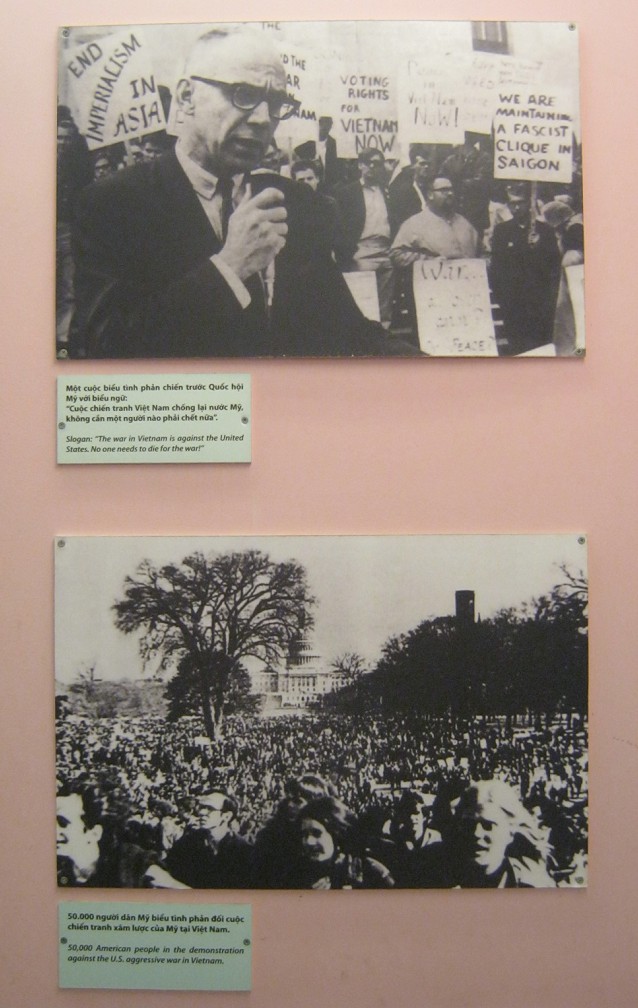 THE
END
IMPERIALISM
IN
ASIA
D THE
AR
NAM
VOTING
RIGHTS
FOR
VIETNAM
NOW
NOW!
WE ARE
MAINTAINING
A FASCIST
CLIQUE IN
SAIGON
PEACE
Một cuộc biểu tình phản chiến trước Quốc hội
Mỹ với biểu ngữ:
“Cuộc chiến tranh Việt Nam chống lại nước Mỹ,
không cần một người nào phải chết nữa”.
Slogan: “The war in Vietnam is against the United
States. No one needs to die for the war!”
50.000 người dân Mỹ biểu tình phản đối cuộc
chiến tranh xâm lược của Mỹ tại Việt Nam.
50,000 American people in the demonstration
against the U.S. aggressive war in Vietnam.